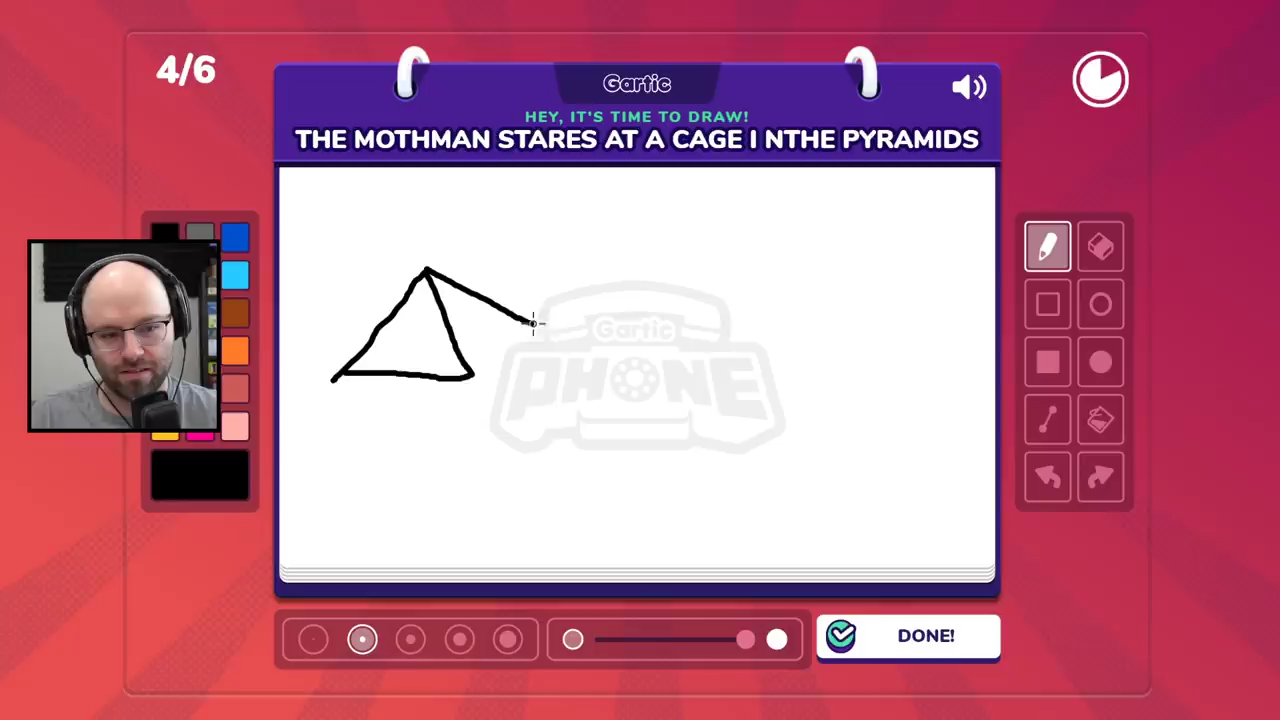 4/6
Gartic
HEY, IT'S TIME TO DRAW!
THE MOTHMAN STARES AT A CAGE I NTHE PYRAMIDS
Gartic
PHONE
DONE!